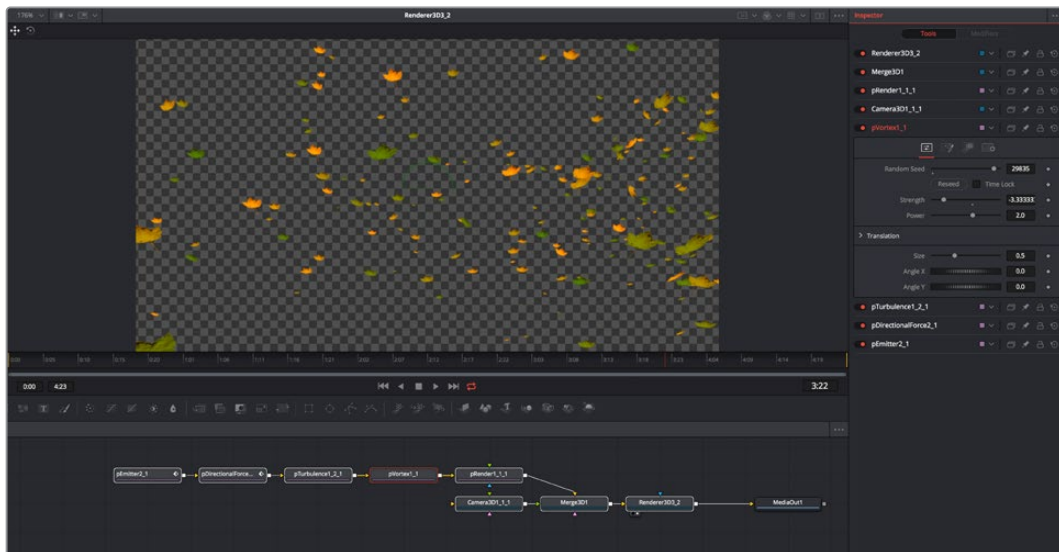 176%
Renderer3D3_2
Inspector
Tools
Modifiers
Renderer3D3_2
Merge3D1
pRender1_1_1
Camera3D1_1_1
pVortex1_1
Random Seed 29835
Reseed Time Lock
Strength -3.33333
Power 2.0
Translation
Size 0.5
Angle X 0.0
Angle Y 0.0
pTurbulence1_2_1
pDirectionalForce2_1
pEmitter2_1
0:00 4:23 3:22
pEmitter2_1 pDirectionalForce... pTurbulence1_2_1 pVortex1_1 pRender1_1_1
Camera3D1_1_1 Merge3D1 Renderer3D3_2 MediaOut1